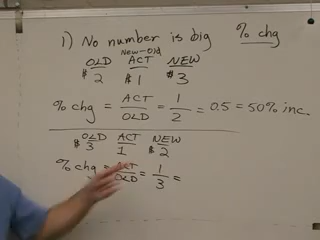 1) No number is big % chg
New-Old
OLD ACT NEW
$2 $1 $3
% chg = ACT/OLD = 1/2 = 0.5 = 50% inc.
OLD ACT NEW
$3 1 $2
% chg = ACT/OLD = 1/3 =